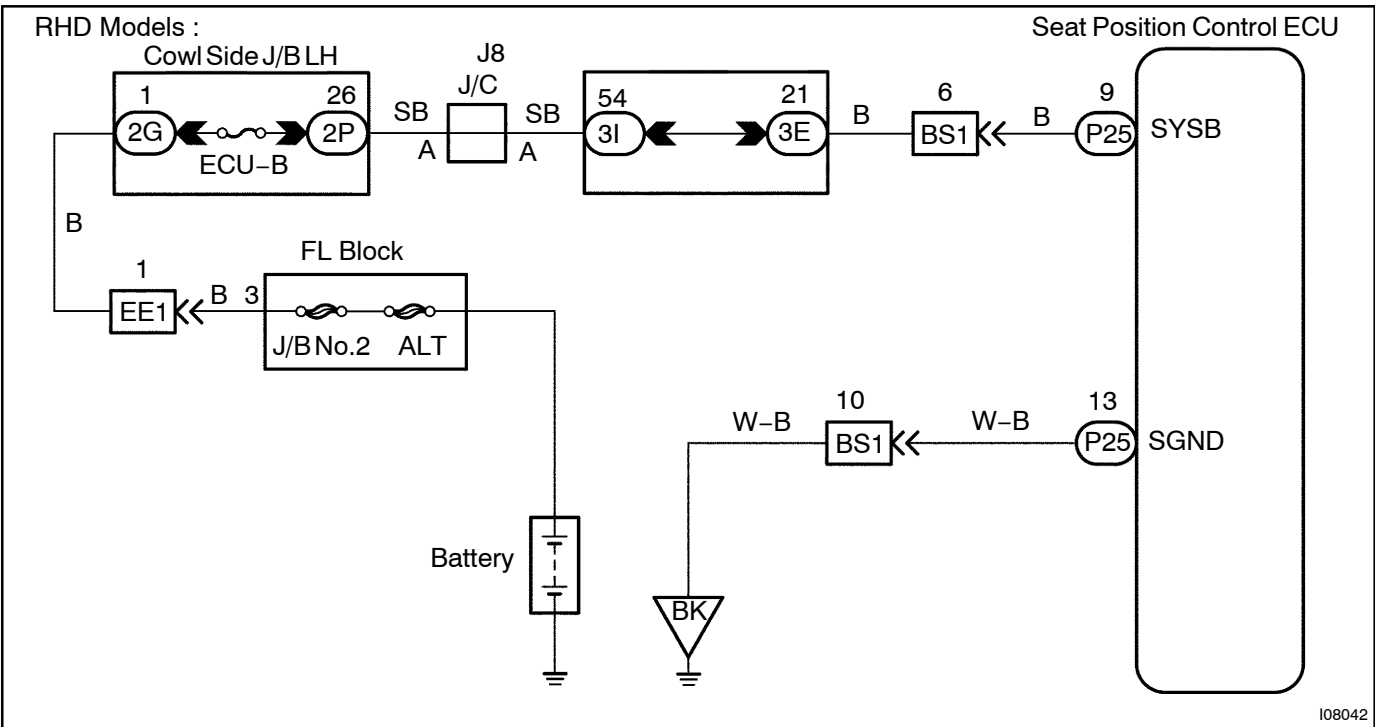 RHD Models :
Seat Position Control ECU
Cowl Side J/B LH
J8
J/C
1
26
54
21
6
9
2G
2P
SB
SB
3I
3E
B
BS1
B
P25
SYSB
ECU-B
A
A
B
FL Block
1
EE1
B
3
J/B No.2
ALT
10
13
W-B
BS1
W-B
P25
SGND
Battery
BK
I08042